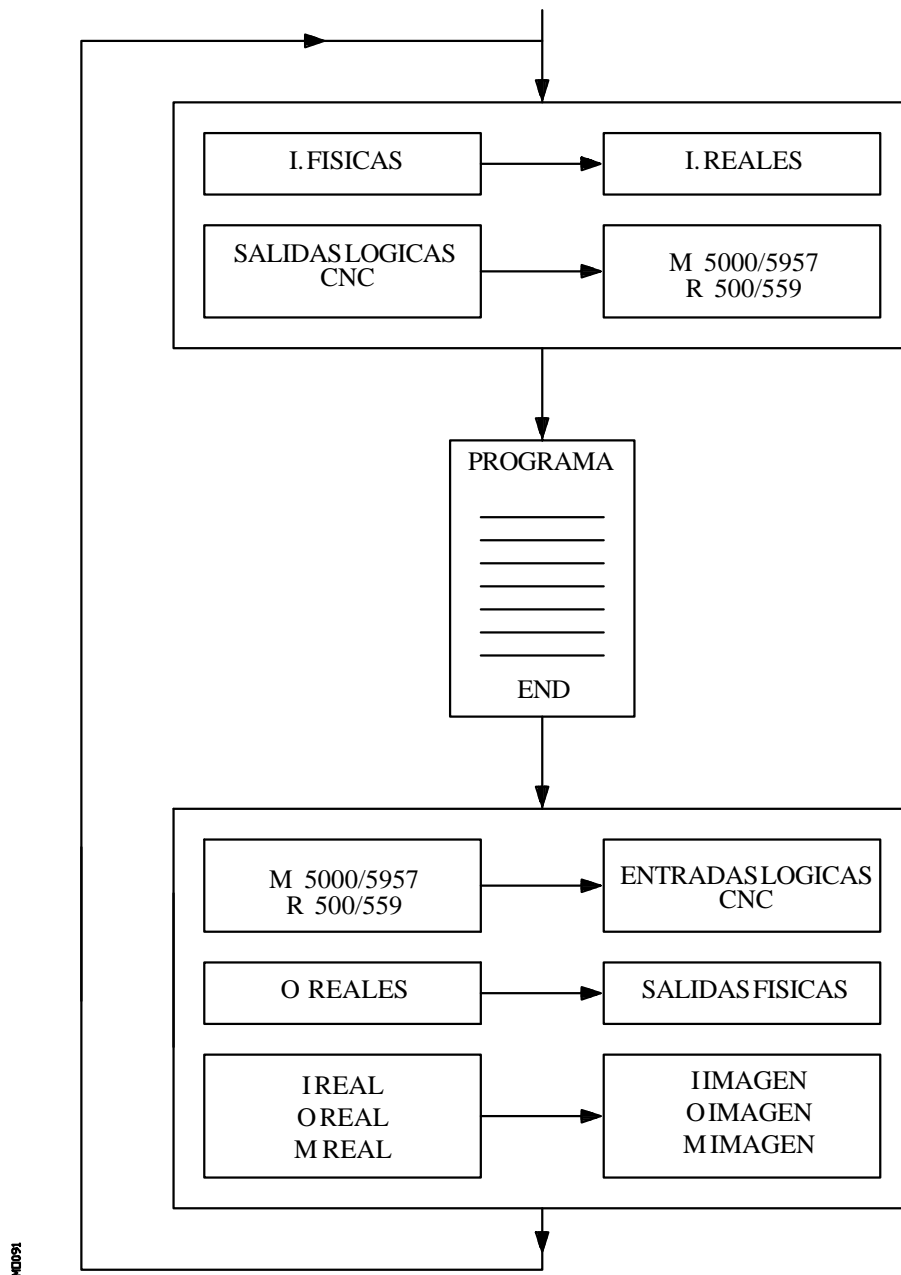 I. FISICAS
I. REALES
SALIDAS LOGICAS
CNC
M 5000/5957
R 500/559
PROGRAMA
END
M 5000/5957
R 500/559
ENTRADAS LOGICAS
CNC
O REALES
SALIDAS FISICAS
I REAL
O REAL
M REAL
I IMAGEN
O IMAGEN
M IMAGEN